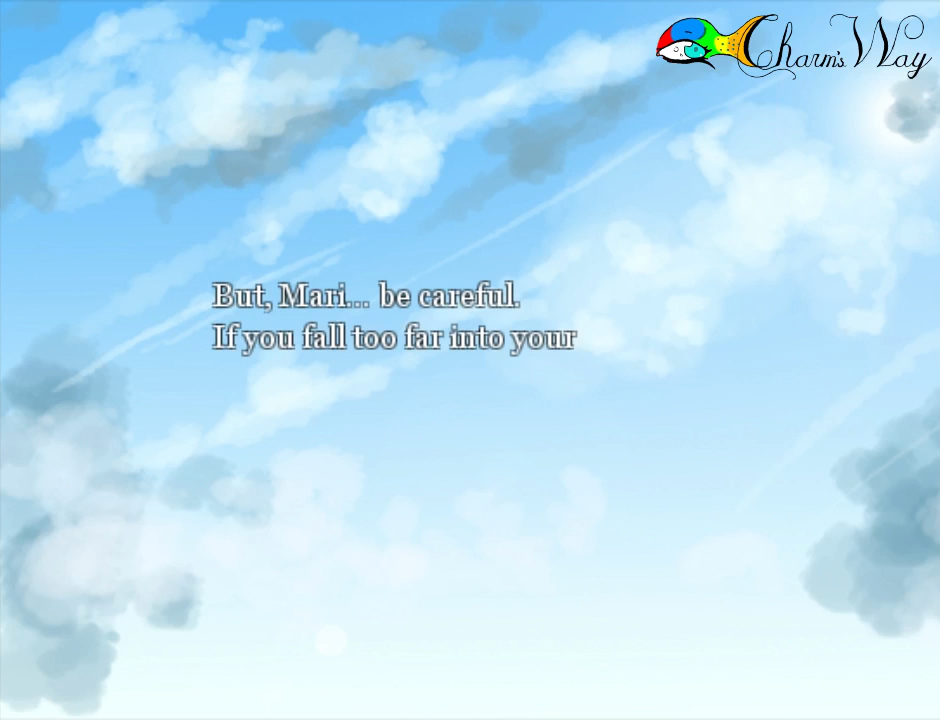 Charm's Way
But, Mari... be careful.
If you fall too far into your